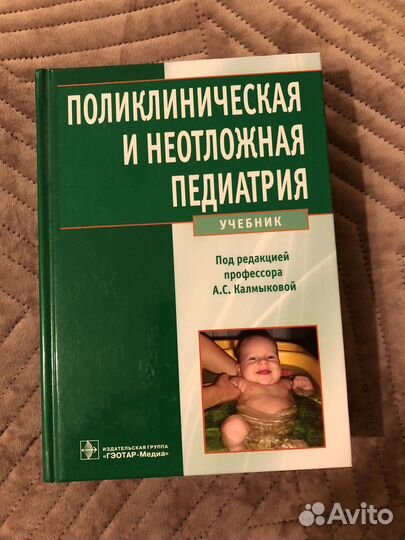 ПОЛИКЛИНИЧЕСКАЯ
И НЕОТЛОЖНАЯ
ПЕДИАТРИЯ
УЧЕБНИК
Под редакцией
профессора
А.С. Калмыковой
ИЗДАТЕЛЬСКАЯ ГРУППА
«ГЭОТАР-Медиа»
Avito